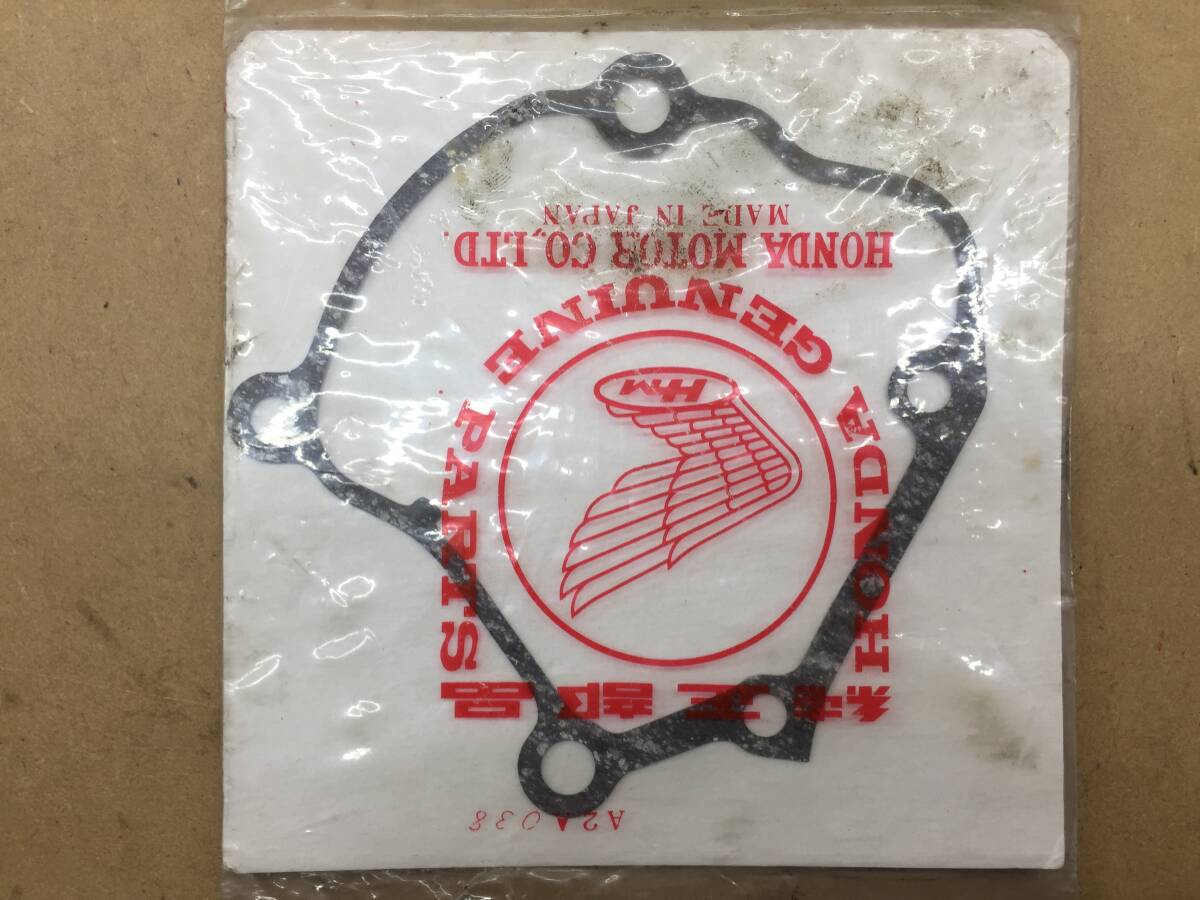 A2A038
純正部品
HONDA GENUINE PARTS
HM
HONDA MOTOR CO., LTD.
MADE IN JAPAN